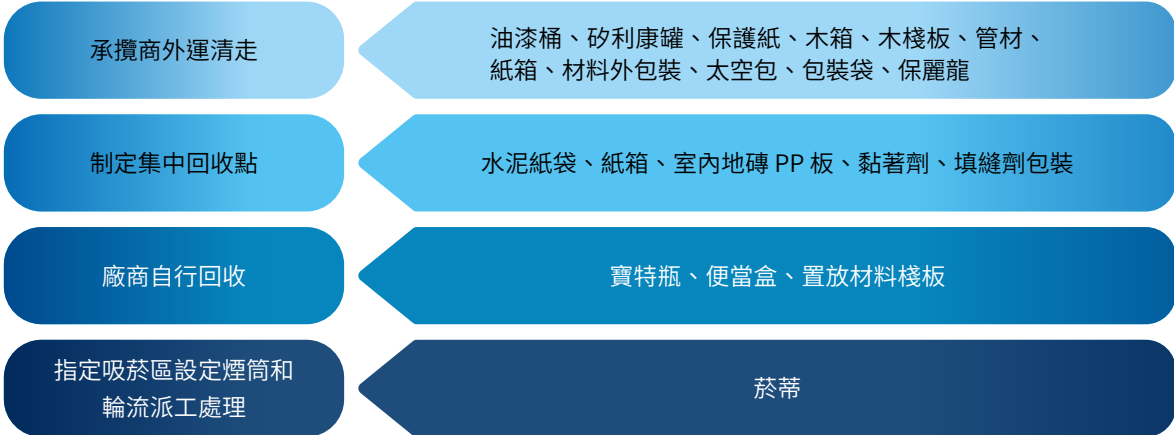 承攬商外運清走
油漆桶、矽利康罐、保護紙、木箱、木棧板、管材、
紙箱、材料外包裝、太空包、包裝袋、保麗龍
制定集中回收點
水泥紙袋、紙箱、室內地磚 PP 板、黏著劑、填縫劑包裝
廠商自行回收
寶特瓶、便當盒、置放材料棧板
指定吸菸區設定煙筒和
輪流派工處理
菸蒂